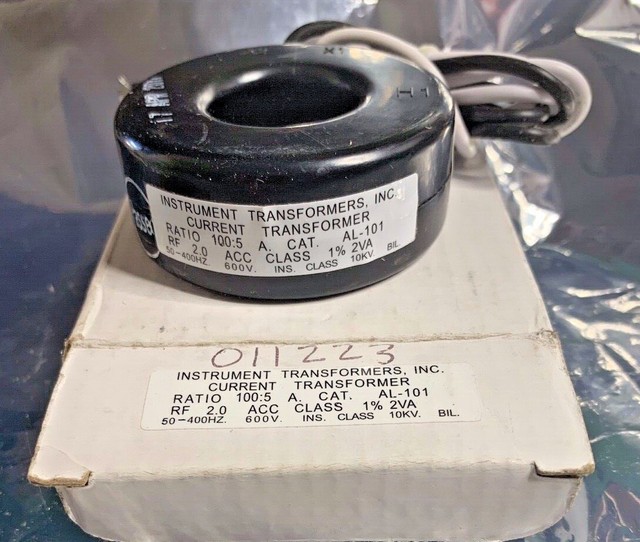 X1
H1
INSTRUMENT TRANSFORMERS, INC.
CURRENT TRANSFORMER
RATIO 100:5 A. CAT. AL-101
RF 2.0 ACC CLASS 1% 2VA
50-400HZ. 600V. INS. CLASS 10KV BIL.
011223
INSTRUMENT TRANSFORMERS, INC.
CURRENT TRANSFORMER
RATIO 100:5 A. CAT. AL-101
RF 2.0 ACC CLASS 1% 2VA
50-400HZ. 600V. INS. CLASS 10KV. BIL.